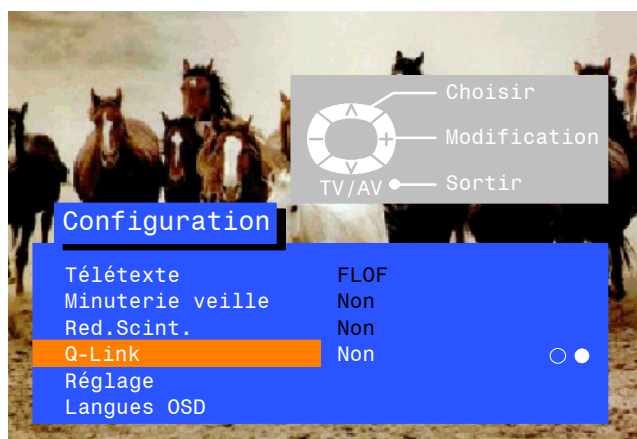 Choisir
Modification
TV/AV Sortir
Configuration
Télétexte FLOF
Minuterie veille Non
Red.Scint. Non
Q-Link Non
Réglage
Langues OSD